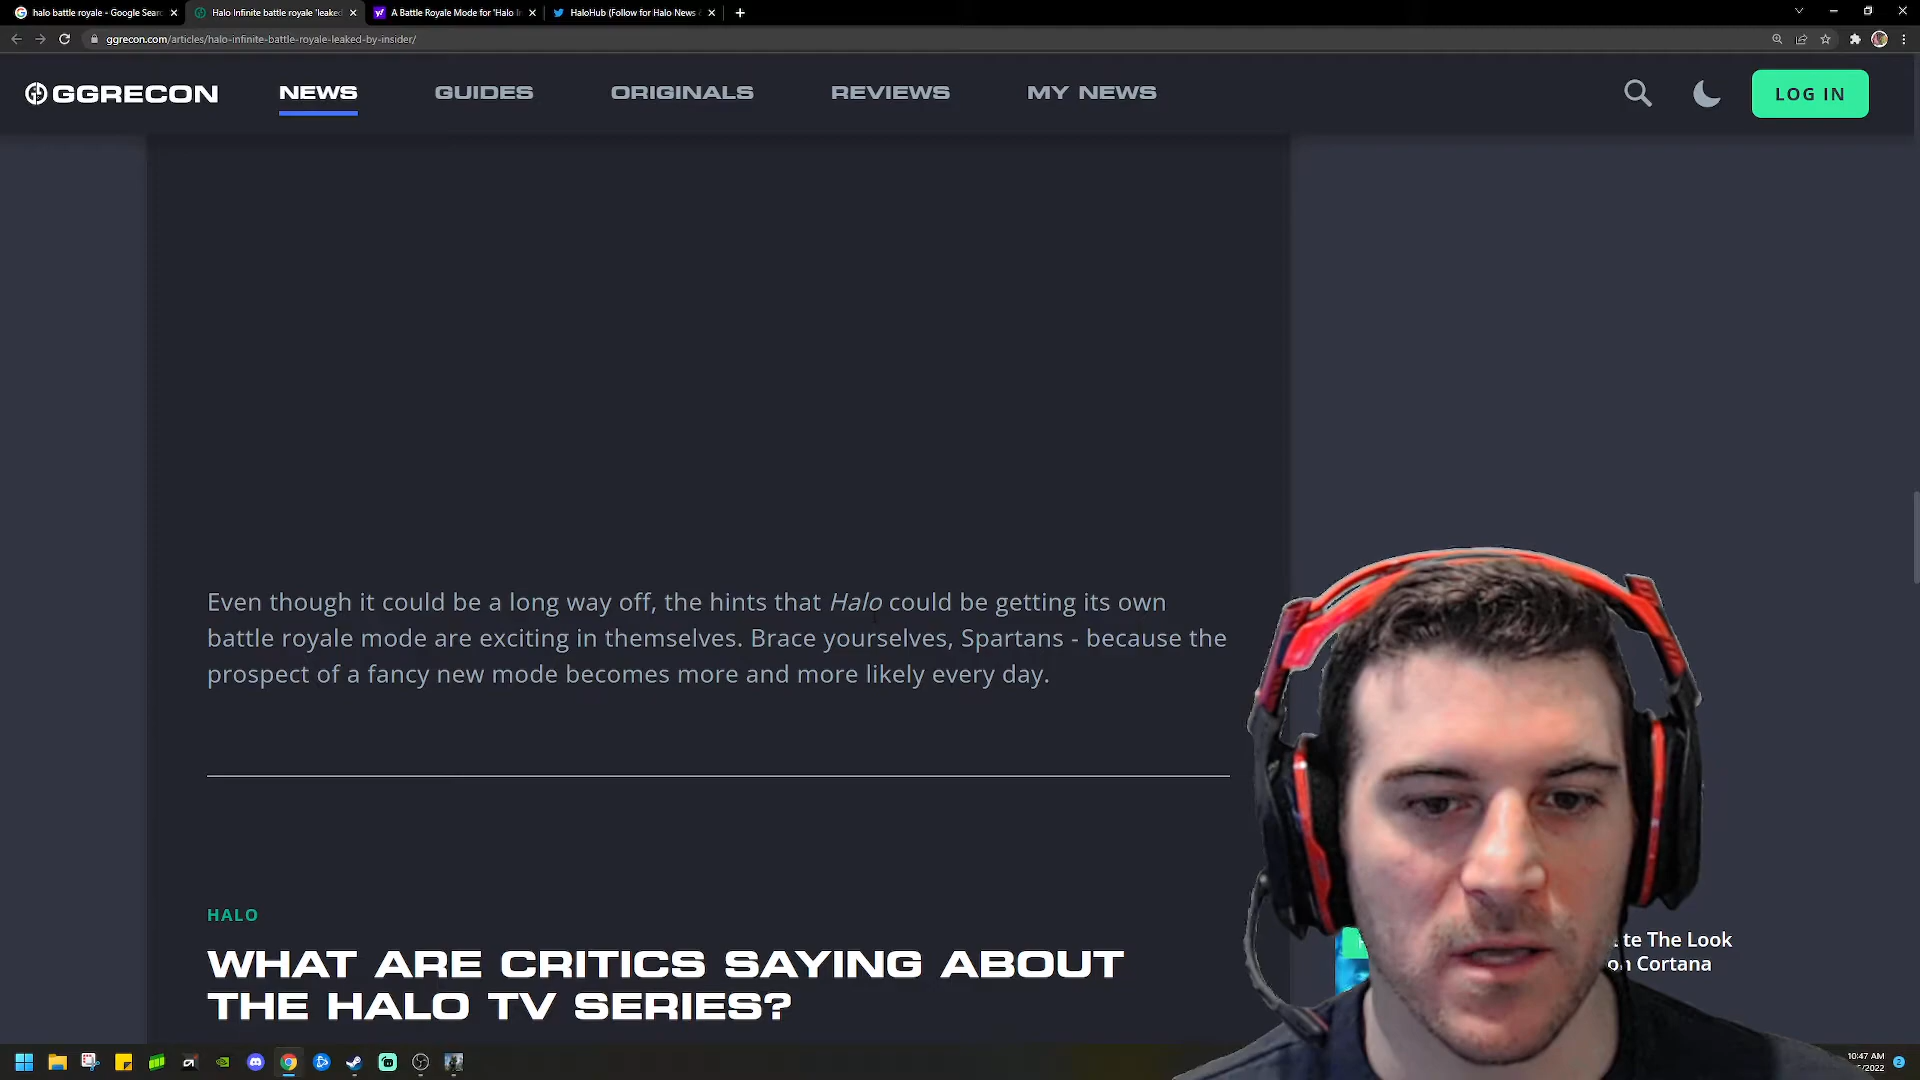 halo battle royale - Google Sear
Halo Infinite battle royale 'leaked
A Battle Royale Mode for 'Halo I
HaloHub (Follow for Halo News
ggrecon.com/articles/halo-infinite-battle-royale-leaked-by-insider/
GGRECON
NEWS
GUIDES
ORIGINALS
REVIEWS
MY NEWS
LOG IN
Even though it could be a long way off, the hints that Halo could be getting its own
battle royale mode are exciting in themselves. Brace yourselves, Spartans - because the
prospect of a fancy new mode becomes more and more likely every day.
HALO
WHAT ARE CRITICS SAYING ABOUT
THE HALO TV SERIES?
The Look
on Cortana
10:47 AM
/2022